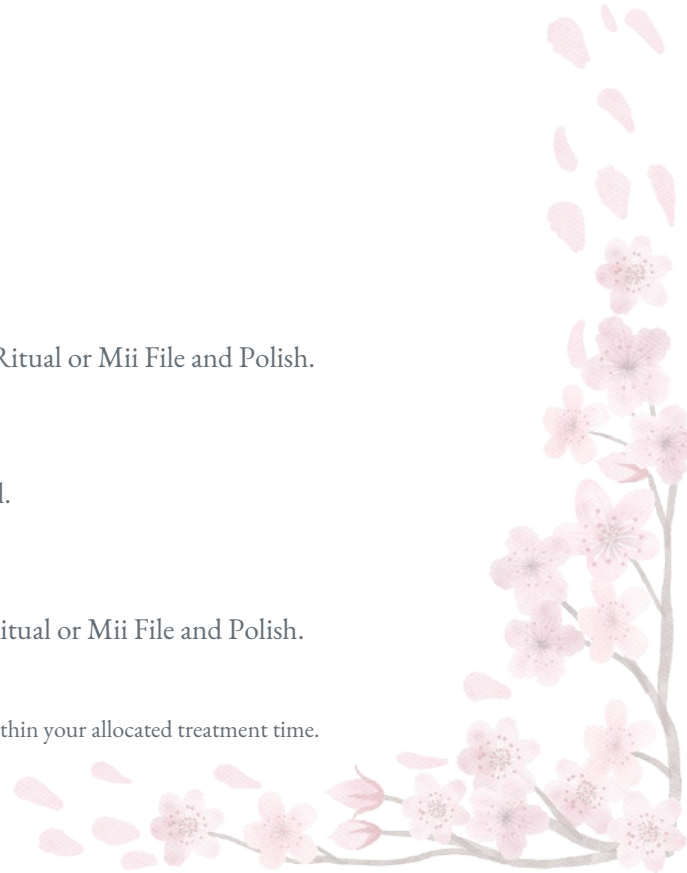 Ritual or Mii File and Polish.
l.
itual or Mii File and Polish.
thin your allocated treatment time.